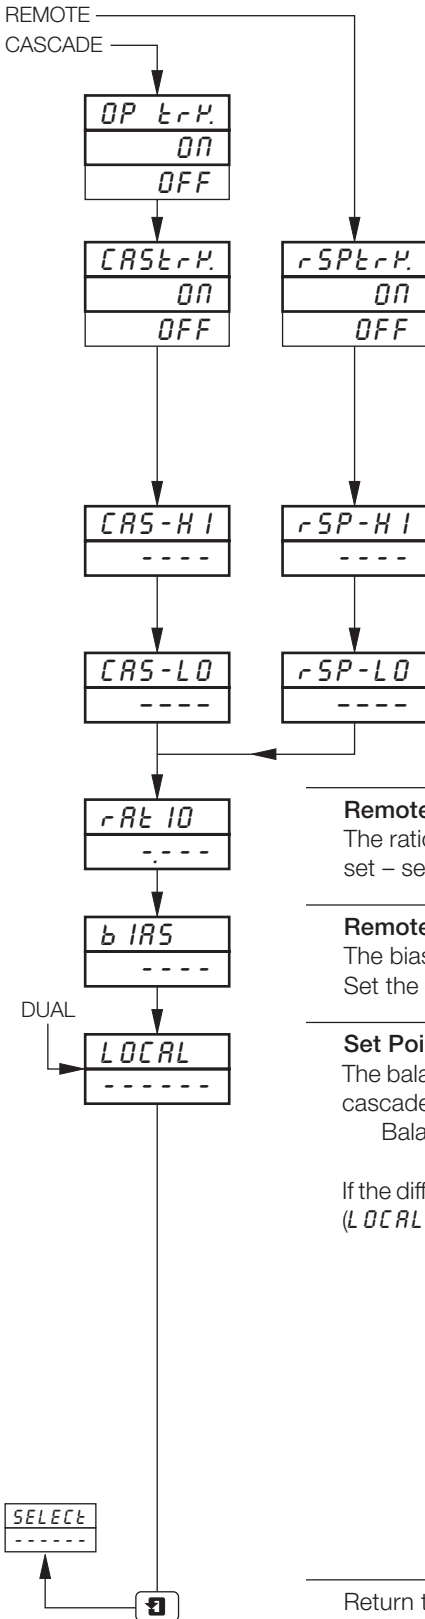 REMOTE
CASCADE
OP trK.
ON
OFF
CAStrK.
ON
OFF
rSPtrK.
ON
OFF
CAS-HI
- - - -
rSP-HI
- - - -
CAS-LO
- - - -
rSP-LO
- - - -
rAtIO
-.- - -
bIAS
- - - -
DUAL
LOCAL
- - - - - -
Remote
The ratio
set – se
Remote
The bias
Set the
Set Poi
The bala
cascade
Bala
If the diff
(LOCAL
SELECt
- - - - - -
Return t